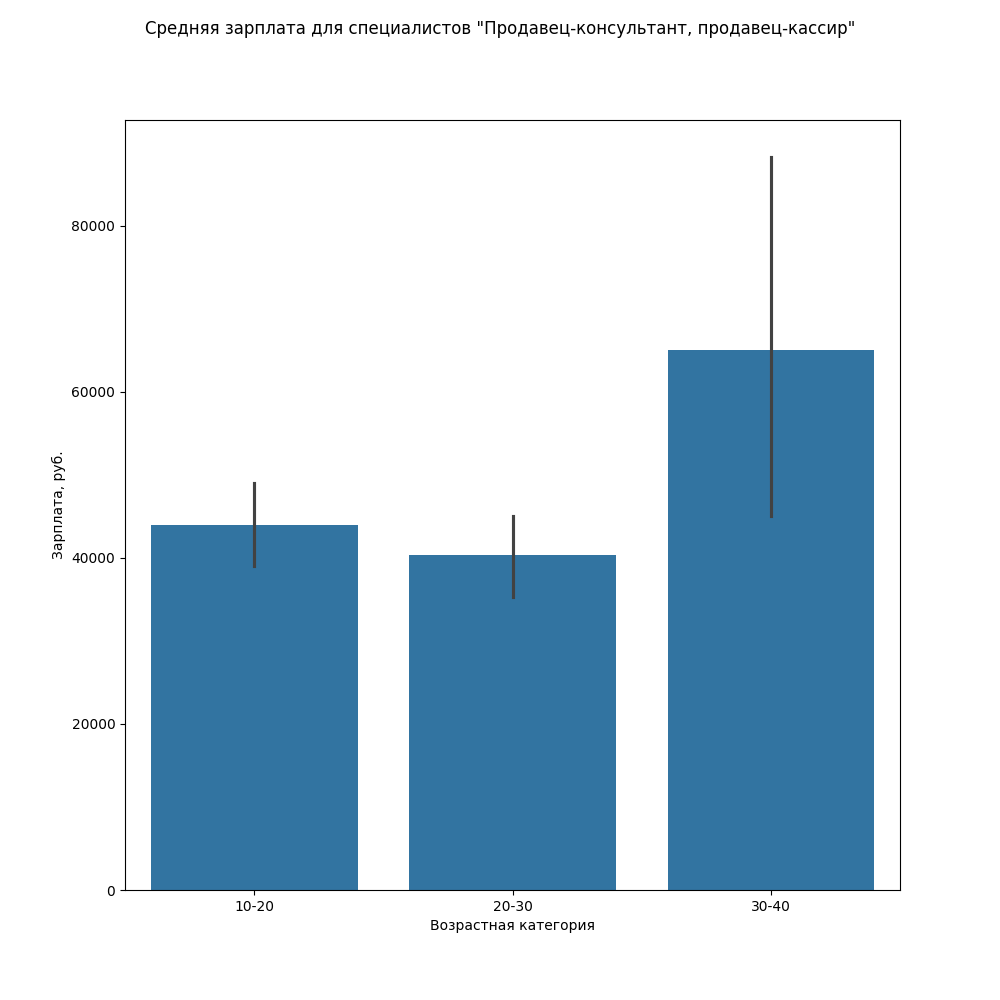 Средняя зарплата для специалистов "Продавец-консультант, продавец-кассир"
80000
60000
40000
20000
0
Зарплата, руб.
10-20
20-30
30-40
Возрастная категория